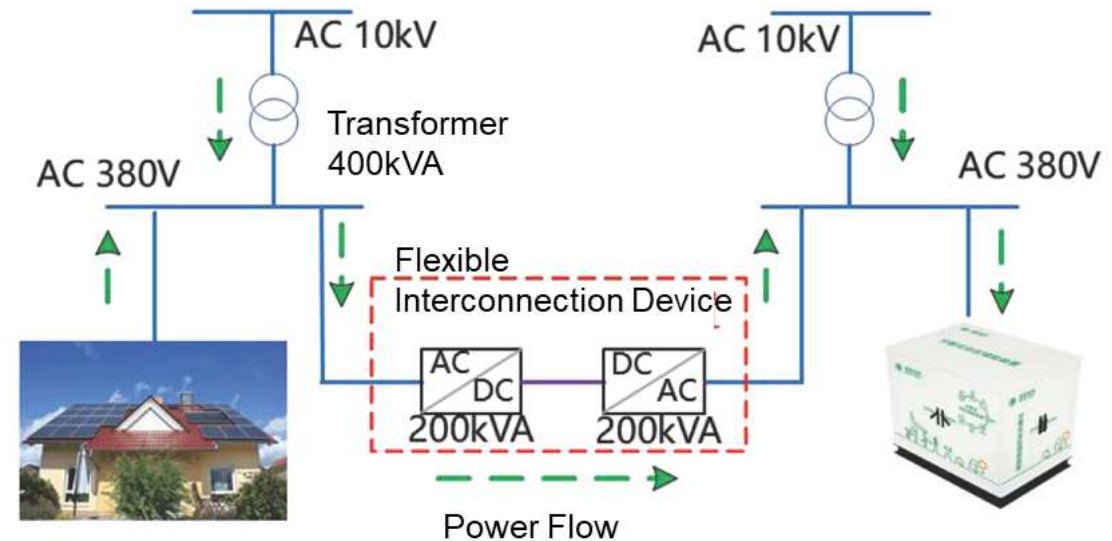 AC 10kV
AC 10kV
Transformer
400kVA
AC 380V
AC 380V
Flexible
Interconnection Device
AC
DC
DC
AC
200kVA
200kVA
Power Flow